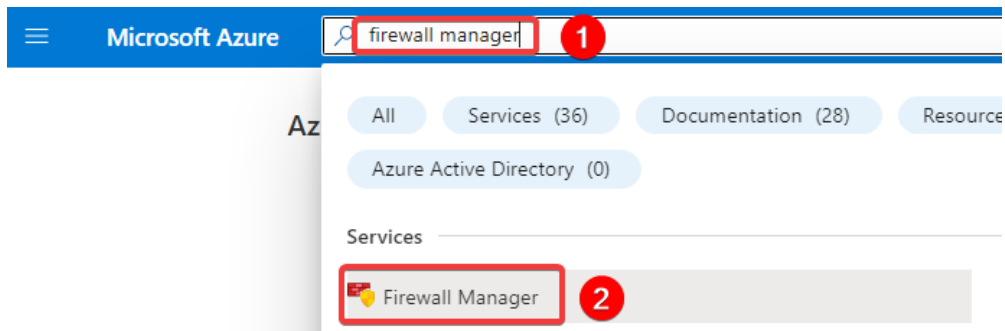 Microsoft Azure
firewall manager
1
Az
All
Services (36)
Documentation (28)
Resource
Azure Active Directory (0)
Services
Firewall Manager
2